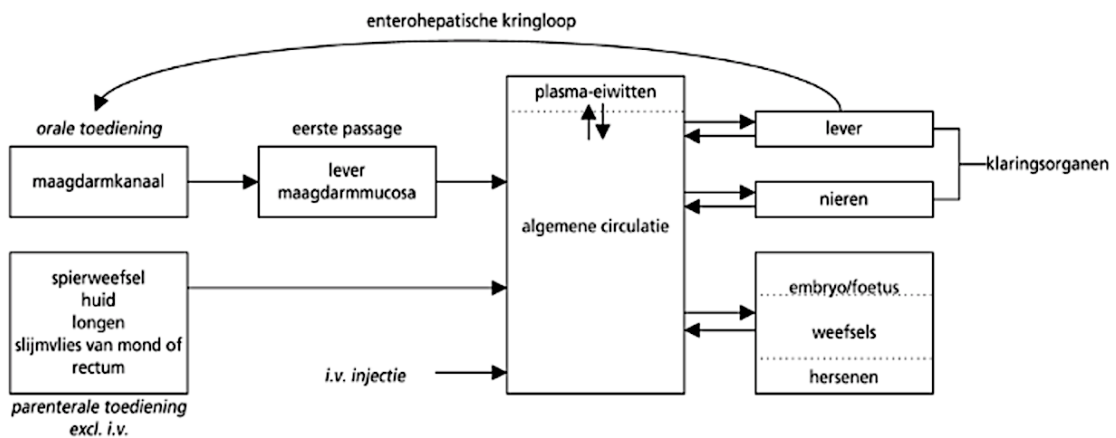 enterohepatische kringloop
orale toediening
maagdarmkanaal
eerste passage
lever
maagdarmmucosa
spierweefsel
huid
longen
slijmvlies van mond of
rectum
parenterale toediening
excl. i.v.
i.v. injectie
plasma-eiwitten
algemene circulatie
lever
nieren
klaringsorganen
embryo/foetus
weefsels
hersenen